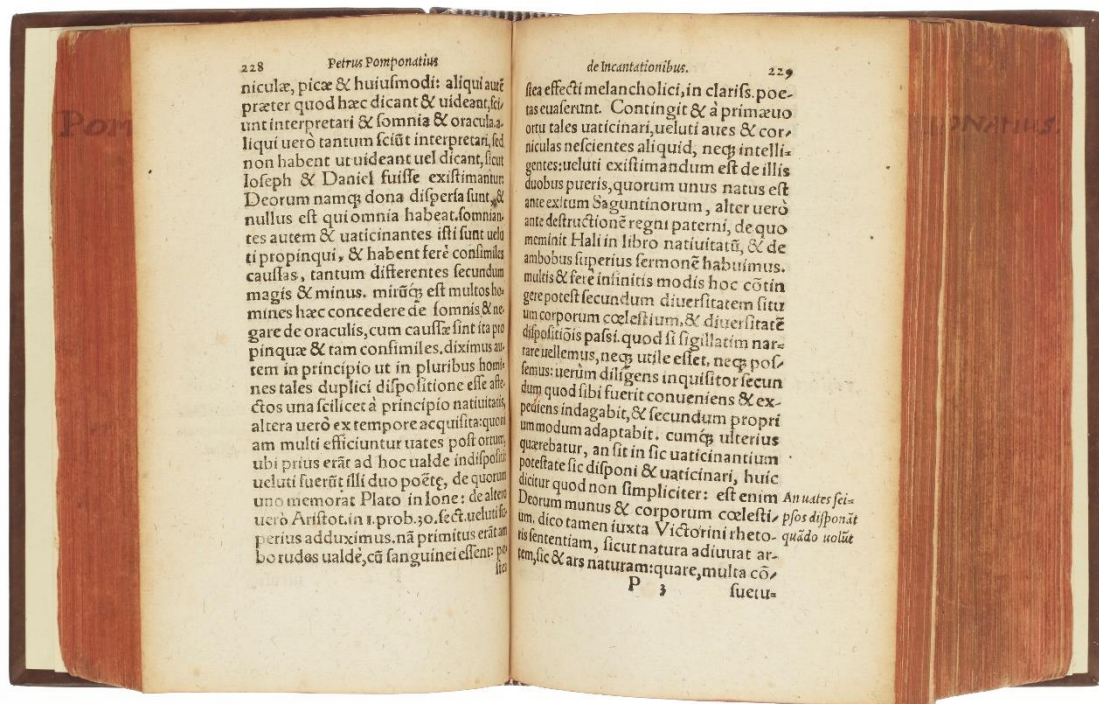 POM
228 Petrus Pomponatius
niculæ, picæ & huiusmodi: aliqui autē
præter quod hæc dicant & uideant, sci/
unt interpretari & somnia & oracula. a-
liqui uerò tantum sciūt interpretari, sed
non habent ut uideant uel dicant, sicut
Ioseph & Daniel fuisse existimantur:
Deorum namq; dona dispersa sunt, &
nullus est qui omnia habeat. somnian-
tes autem & uaticinantes isti sunt uelu
ti propinqui, & habent ferè consimiles
caussas, tantum differentes secundum
magis & minus. mirūq; est multos ho-
mines hæc concedere de somnis, & ne-
gare de oraculis, cum caussæ sint ita pro
pinquæ & tam consimiles. diximus au-
tem in principio ut in pluribus homi-
nes tales duplici dispositione esse affe-
ctos una scilicet à principio natiuitatis,
altera uerò ex tempore acquisita: quoni
am multi efficiuntur uates post ortum,
ubi prius erāt ad hoc ualde indispositi
ueluti fuerūt illi duo poëtę, de quorum
uno memorat Plato in Ione: de altero
uerò Aristot. in 1. prob. 30. sect. ueluti su-
perius adduximus. nā primitus erāt am
bo rudes ualdè, cū sanguinei essent: po-
stea
de Incantationibus. 229
stea effecti melancholici, in clariss. poe-
tas euaserunt. Contingit & à primæuo
ortu tales uaticinari, ueluti aues & cor/
niculas nescientes aliquid, neq; intelli=
gentes: ueluti existimandum est de illis
duobus pueris, quorum unus natus est
ante exitum Saguntinorum, alter uerò
ante destructionē regni paterni, de quo
meminit Hali in libro natiuitatū, & de
ambobus superius sermonē habuimus.
multis & ferè infinitis modis hoc cōtin
gere potest secundum diuersitatem situ
um corporum cœlestium, & diuersitatē
dispositiōis passi. quod si sigillatim nar-
rare uellemus, neq; utile esset, neq; pos/
semus: uerùm diligens inquisitor secun
dum quod sibi fuerit conueniens & ex-
pediens indagabit, & secundum propri
um modum adaptabit. cumq; ulterius
quærebatur, an sit in sic uaticinantium
potestate sic disponi & uaticinari, huic
dicitur quod non simpliciter: est enim
Deorum munus & corporum cœlesti/
um, dico tamen iuxta Victorini rheto-
ris sententiam, sicut natura adiuuat ar-
tem, sic & ars naturam: quare, multa cō/
P 3 suetu=
An uates sei=
psos disponāt
quādo uolūt
ONATIUS.